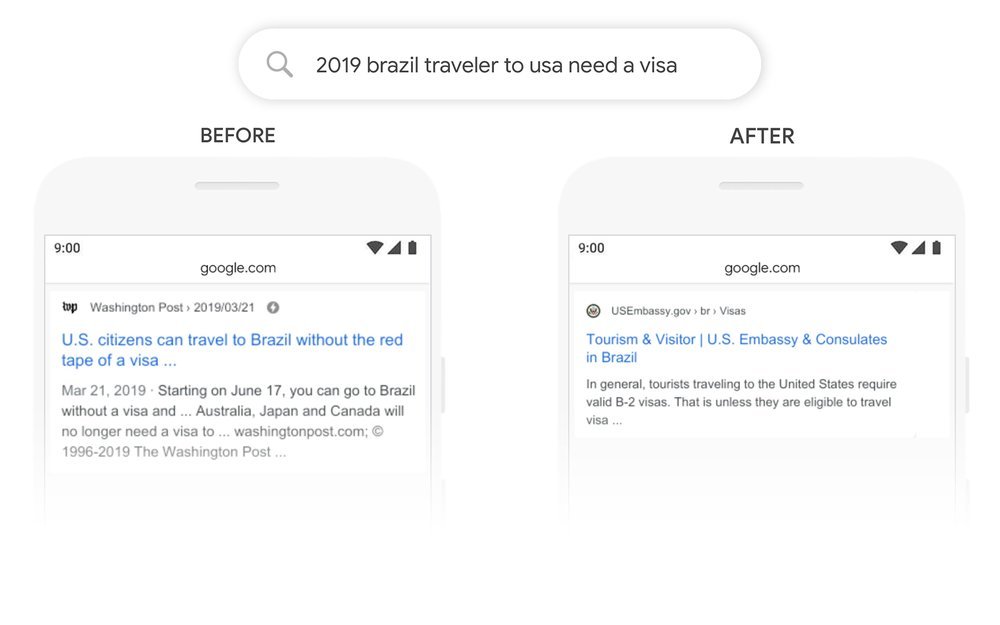 2019 brazil traveler to usa need a visa
BEFORE
9:00
google.com
wp Washington Post › 2019/03/21
U.S. citizens can travel to Brazil without the red
tape of a visa ...
Mar 21, 2019 · Starting on June 17, you can go to Brazil
without a visa and ... Australia, Japan and Canada will
no longer need a visa to ... washingtonpost.com; ©
1996-2019 The Washington Post ...
AFTER
9:00
google.com
USEmbassy.gov › br › Visas
Tourism & Visitor | U.S. Embassy & Consulates
in Brazil
In general, tourists traveling to the United States require
valid B-2 visas. That is unless they are eligible to travel
visa ...